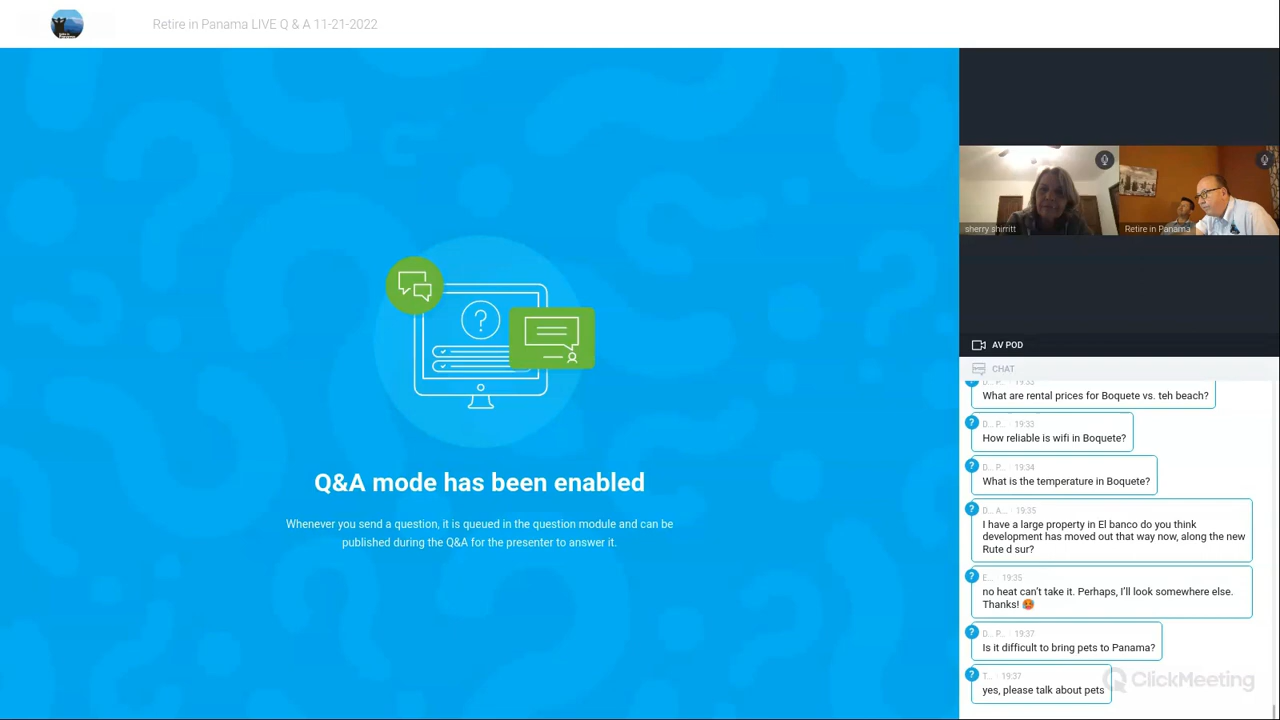 Retire in Panama LIVE Q & A 11-21-2022
Q&A mode has been enabled
Whenever you send a question, it is queued in the question module and can be
published during the Q&A for the presenter to answer it.
sherry shirritt
Retire in Panama
AV POD
CHAT
D... P... · 19:33
What are rental prices for Boquete vs. teh beach?
D... P... · 19:33
How reliable is wifi in Boquete?
D... P... · 19:34
What is the temperature in Boquete?
D... A... · 19:35
I have a large property in El banco do you think
development has moved out that way now, along the new
Rute d sur?
E... · 19:35
no heat can't take it. Perhaps, I'll look somewhere else.
Thanks! 🥵
D... P... · 19:37
Is it difficult to bring pets to Panama?
T... · 19:37
yes, please talk about pets
ClickMeeting